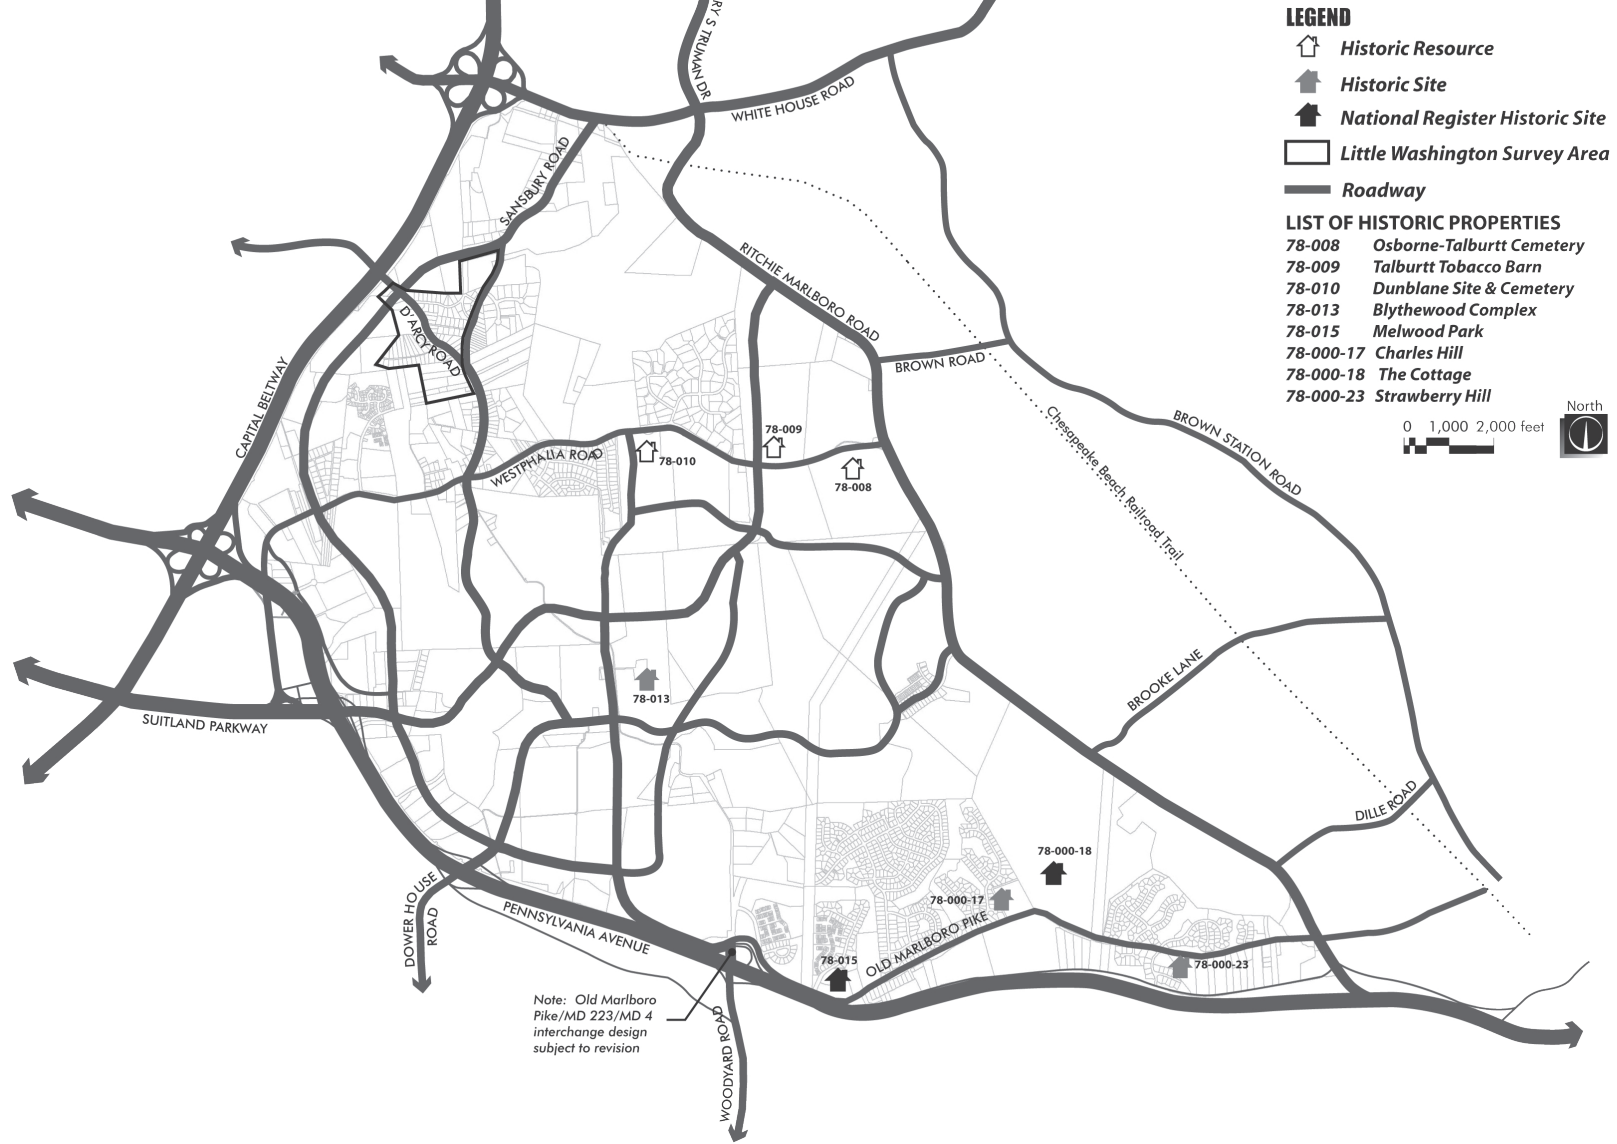 RY S TRUMAN DR
WHITE HOUSE ROAD
SANSBURY ROAD
RITCHIE MARLBORO ROAD
D'ARCY ROAD
CAPITAL BELTWAY
BROWN ROAD
Chesapeake Beach Railroad Trail
BROWN STATION ROAD
WESTPHALIA ROAD
78-009
78-010
78-008
78-013
SUITLAND PARKWAY
BROOKE LANE
DILLE ROAD
78-000-18
78-000-17
OLD MARLBORO PIKE
78-015
78-000-23
DOWER HOUSE
ROAD
PENNSYLVANIA AVENUE
WOODYARD ROAD
Note: Old Marlboro
Pike/MD 223/MD 4
interchange design
subject to revision
LEGEND
Historic Resource
Historic Site
National Register Historic Site
Little Washington Survey Area
Roadway
LIST OF HISTORIC PROPERTIES
78-008 Osborne-Talburtt Cemetery
78-009 Talburtt Tobacco Barn
78-010 Dunblane Site & Cemetery
78-013 Blythewood Complex
78-015 Melwood Park
78-000-17 Charles Hill
78-000-18 The Cottage
78-000-23 Strawberry Hill
0 1,000 2,000 feet
North